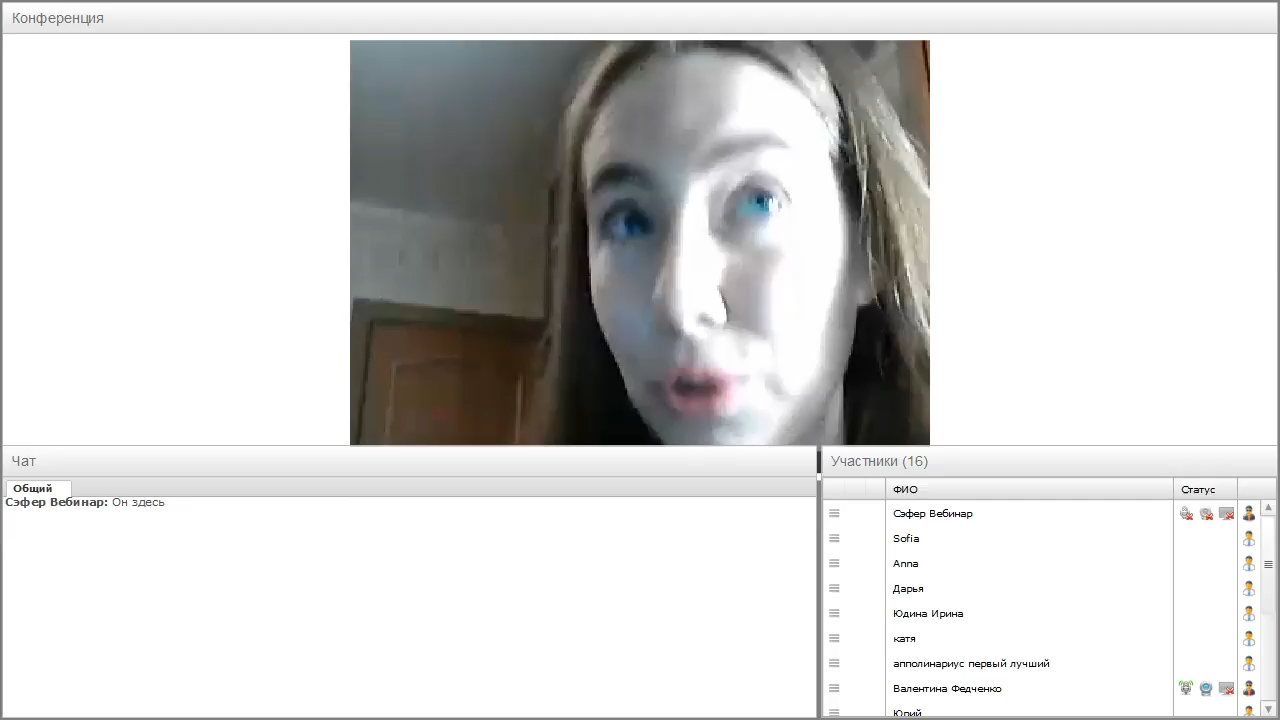 Конференция
Чат
Общий
Сэфер Вебинар: Он здесь
Участники (16)
ФИО Статус
Сэфер Вебинар
Sofia
Anna
Дарья
Юдина Ирина
катя
апполинариус первый лучший
Валентина Федченко
Юрий